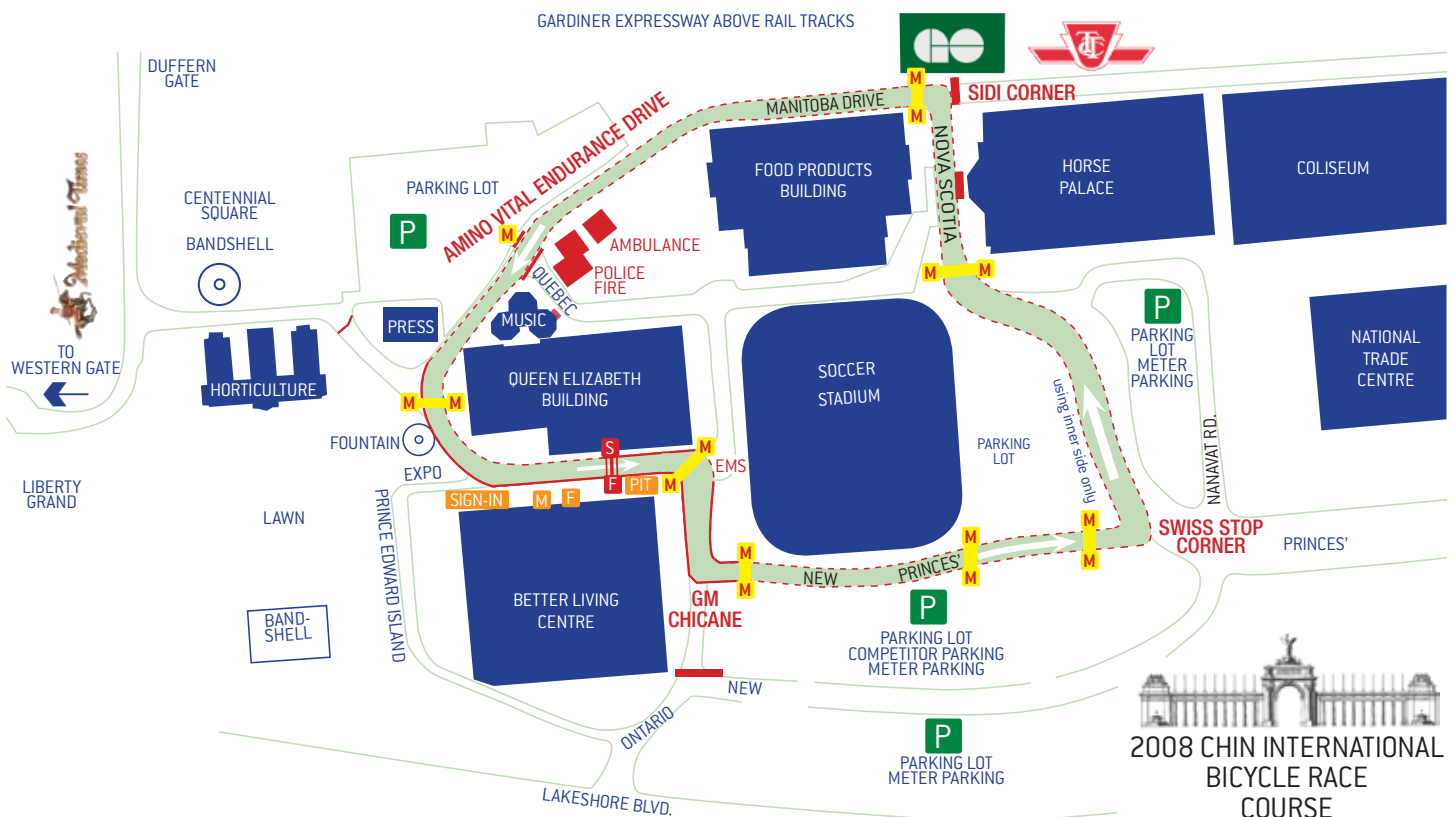 GARDINER EXPRESSWAY ABOVE RAIL TRACKS
GO
TTC
DUFFERN
GATE
SIDI CORNER
MANITOBA DRIVE
M
M
AMINO VITAL ENDURANCE DRIVE
NOVA SCOTIA
FOOD PRODUCTS
BUILDING
HORSE
PALACE
COLISEUM
Medieval Times
CENTENNIAL
SQUARE
BANDSHELL
PARKING LOT
P
M
AMBULANCE
POLICE
FIRE
QUEBEC
M
M
MUSIC
PRESS
P
PARKING
LOT
METER
PARKING
TO
WESTERN GATE
HORTICULTURE
QUEEN ELIZABETH
BUILDING
SOCCER
STADIUM
NATIONAL
TRADE
CENTRE
M
M
using inner side only
NANAVAT RD.
FOUNTAIN
EXPO
S
F
M
M
EMS
PARKING
LOT
SIGN-IN
M
F
PIT
LIBERTY
GRAND
LAWN
PRINCE EDWARD ISLAND
M
M
M
M
M
M
SWISS STOP
CORNER
PRINCES'
NEW
PRINCES'
BETTER LIVING
CENTRE
GM
CHICANE
BAND-
SHELL
P
PARKING LOT
COMPETITOR PARKING
METER PARKING
NEW
ONTARIO
P
PARKING LOT
METER PARKING
LAKESHORE BLVD.
2008 CHIN INTERNATIONAL
BICYCLE RACE
COURSE